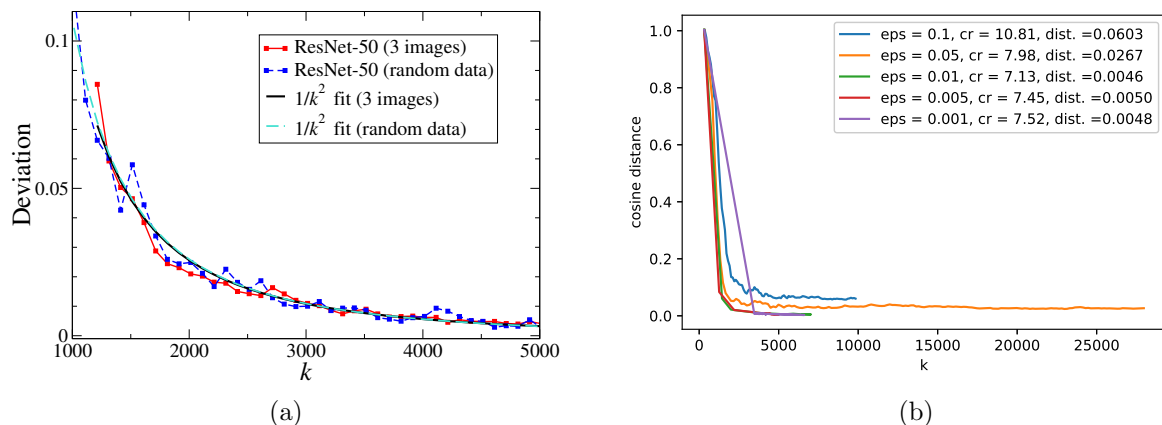 0.1
0.05
0
Deviation
ResNet-50 (3 images)
ResNet-50 (random data)
1/k² fit (3 images)
1/k² fit (random data)
1000 2000 3000 4000 5000
k
(a)
1.0
0.8
0.6
0.4
0.2
0.0
cosine distance
eps = 0.1, cr = 10.81, dist. =0.0603
eps = 0.05, cr = 7.98, dist. =0.0267
eps = 0.01, cr = 7.13, dist. =0.0046
eps = 0.005, cr = 7.45, dist. =0.0050
eps = 0.001, cr = 7.52, dist. =0.0048
0 5000 10000 15000 20000 25000
k
(b)